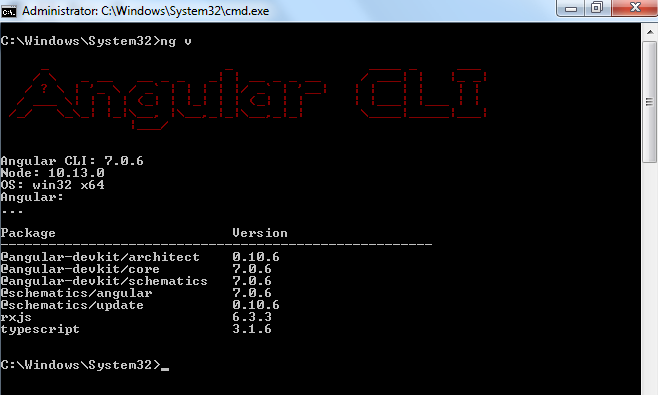 Administrator: C:\Windows\System32\cmd.exe
C:\Windows\System32>ng v
Angular CLI
Angular CLI: 7.0.6
Node: 10.13.0
OS: win32 x64
Angular:
...
Package Version
------------------------------------------------------
@angular-devkit/architect 0.10.6
@angular-devkit/core 7.0.6
@angular-devkit/schematics 7.0.6
@schematics/angular 7.0.6
@schematics/update 0.10.6
rxjs 6.3.3
typescript 3.1.6
C:\Windows\System32>_